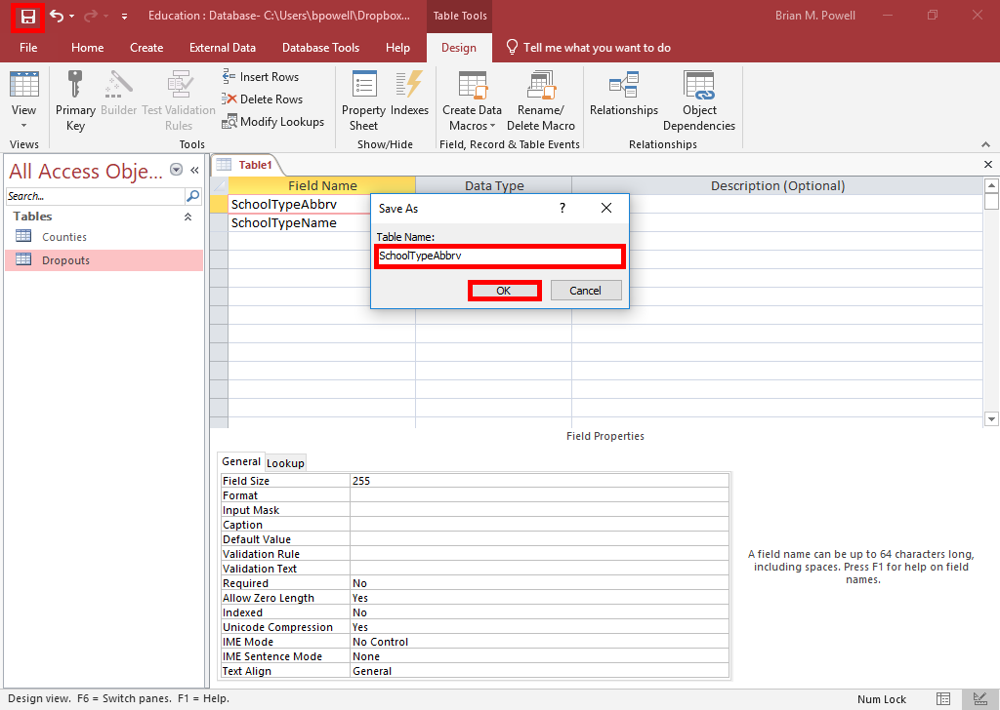 Education : Database- C:\Users\bpowell\Dropbox...
Table Tools
Brian M. Powell
File
Home
Create
External Data
Database Tools
Help
Design
Tell me what you want to do
View
Primary
Key
Builder
Test Validation
Rules
Insert Rows
Delete Rows
Modify Lookups
Property
Sheet
Indexes
Create Data
Macros
Rename/
Delete Macro
Relationships
Object
Dependencies
Views
Tools
Show/Hide
Field, Record & Table Events
Relationships
All Access Obje...
Search...
Tables
Counties
Dropouts
Table1
Field Name
Data Type
Description (Optional)
SchoolTypeAbbrv
SchoolTypeName
Save As
?
Table Name:
SchoolTypeAbbrv
OK
Cancel
Field Properties
General
Lookup
Field Size 255
Format
Input Mask
Caption
Default Value
Validation Rule
Validation Text
Required No
Allow Zero Length Yes
Indexed No
Unicode Compression Yes
IME Mode No Control
IME Sentence Mode None
Text Align General
A field name can be up to 64 characters long,
including spaces. Press F1 for help on field
names.
Design view. F6 = Switch panes. F1 = Help.
Num Lock